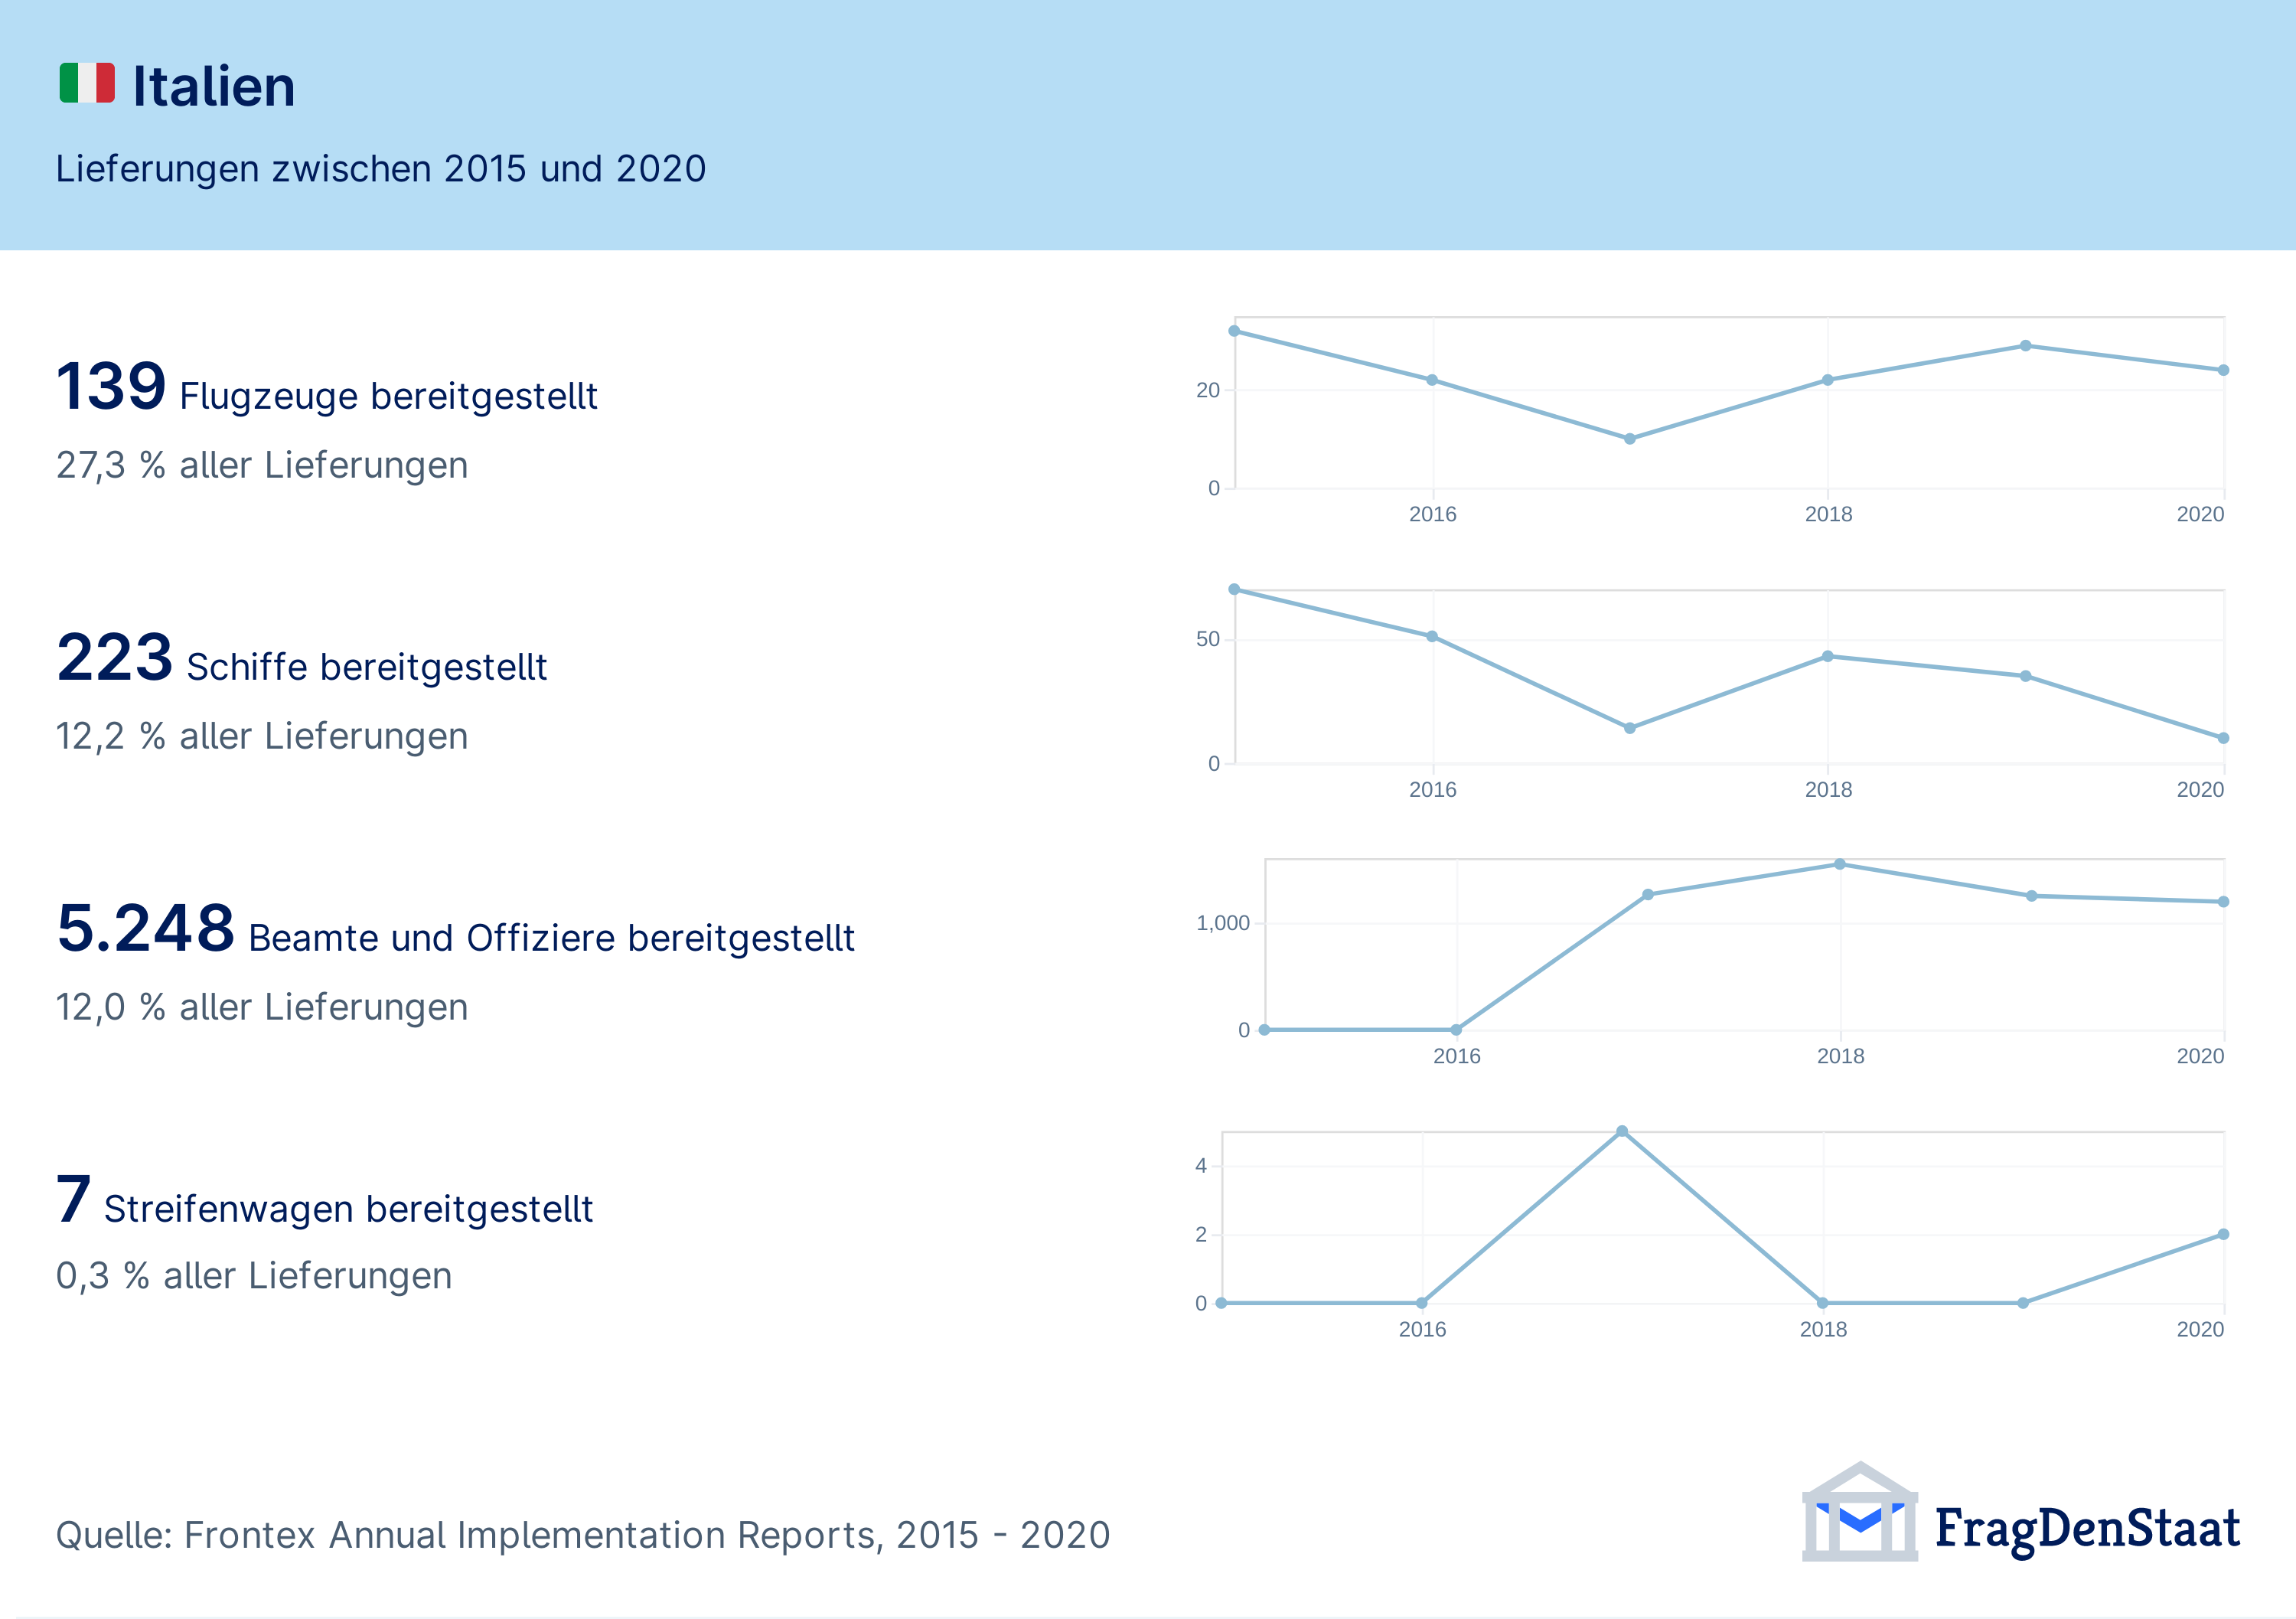 Italien
Lieferungen zwischen 2015 und 2020
139 Flugzeuge bereitgestellt
27,3 % aller Lieferungen
20
0
2016 2018 2020
223 Schiffe bereitgestellt
12,2 % aller Lieferungen
50
0
2016 2018 2020
5.248 Beamte und Offiziere bereitgestellt
12,0 % aller Lieferungen
1,000
0
2016 2018 2020
7 Streifenwagen bereitgestellt
0,3 % aller Lieferungen
4
2
0
2016 2018 2020
Quelle: Frontex Annual Implementation Reports, 2015 - 2020
FragDenStaat